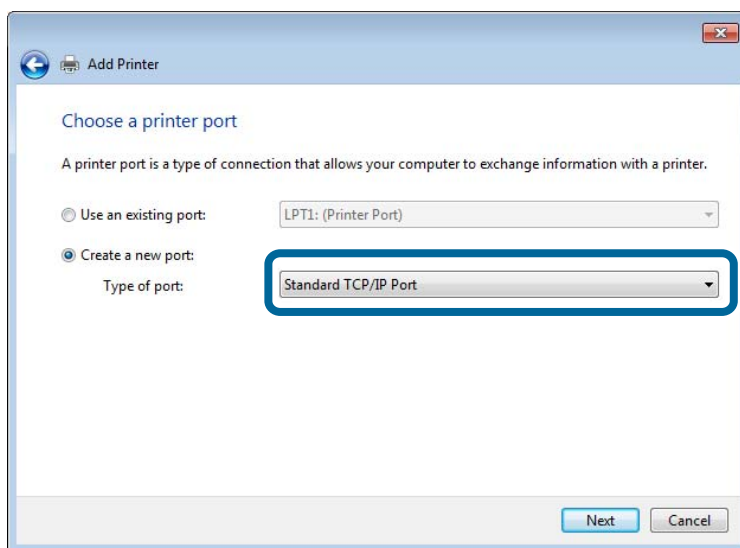 Add Printer
Choose a printer port
A printer port is a type of connection that allows your computer to exchange information with a printer.
Use an existing port: LPT1: (Printer Port)
Create a new port:
Type of port: Standard TCP/IP Port
Next Cancel